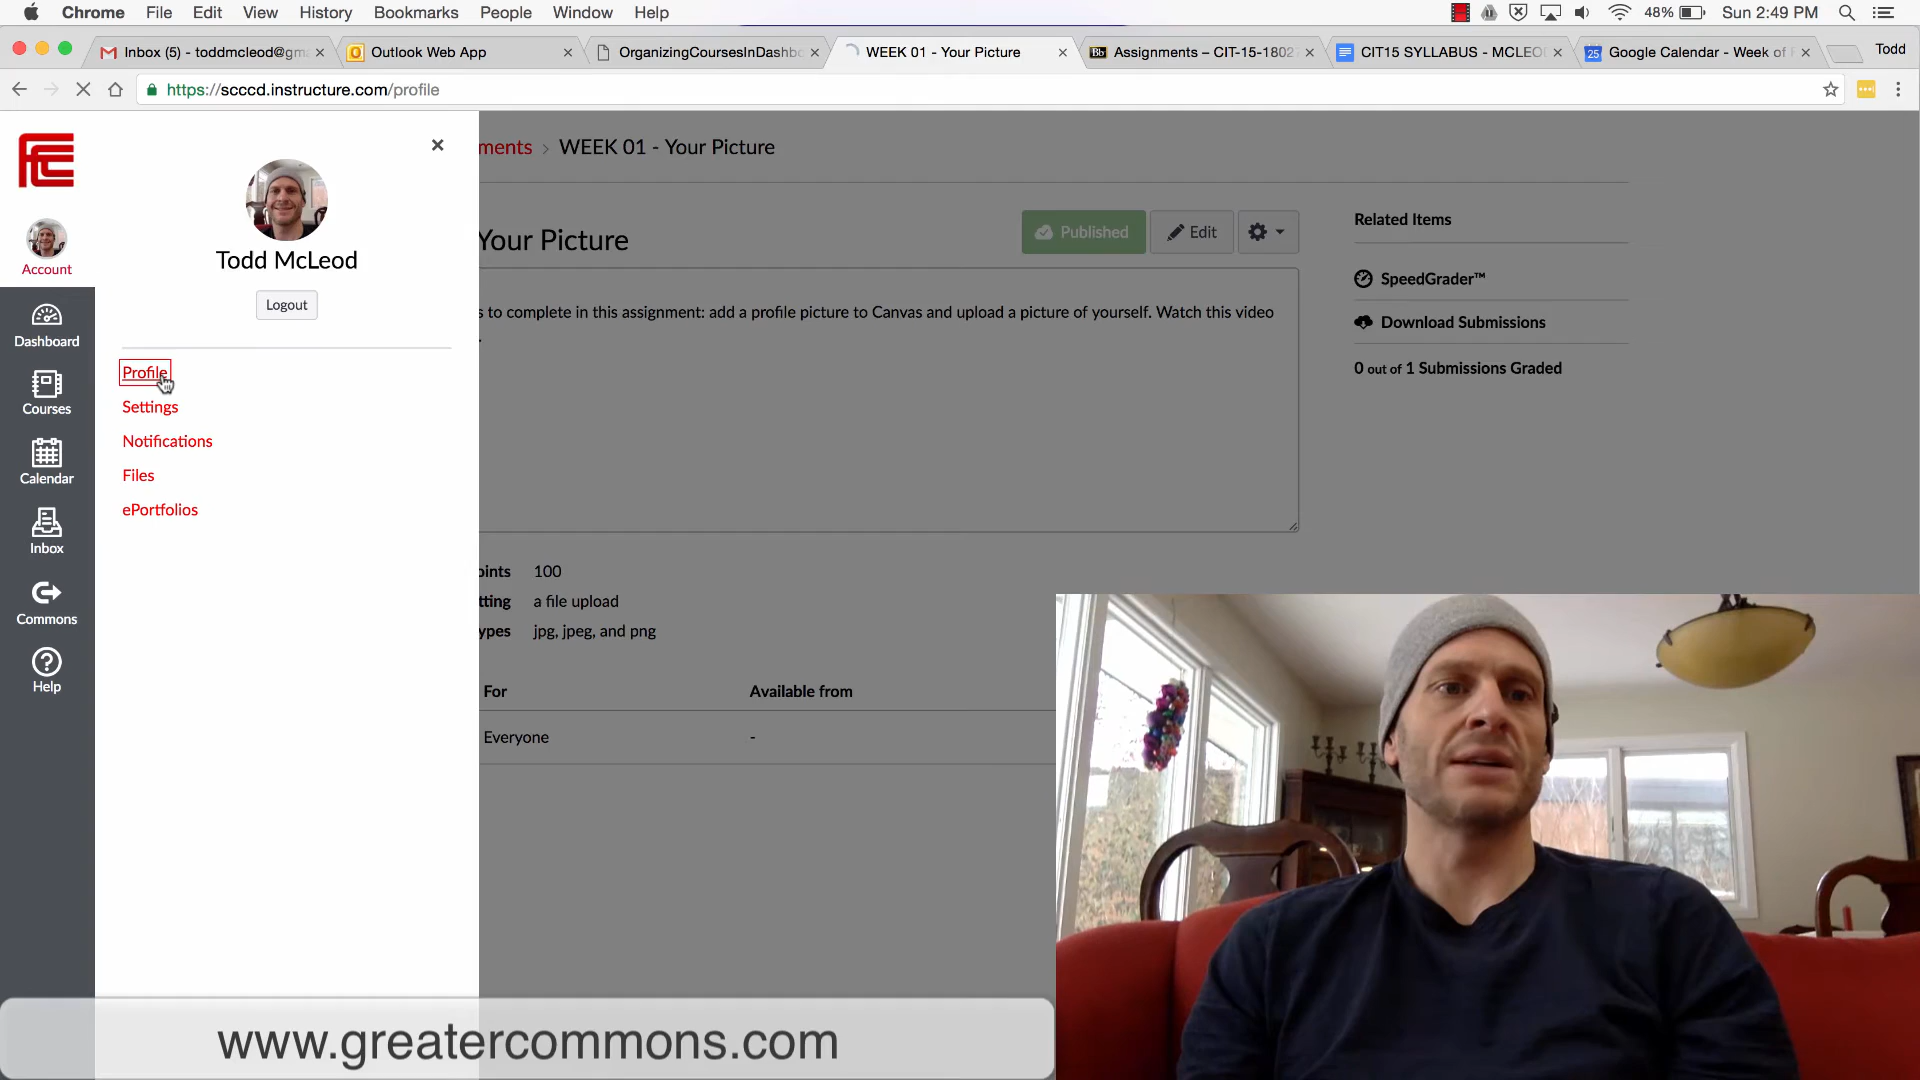 Chrome File Edit View History Bookmarks People Window Help 48% Sun 2:49 PM
Inbox (5) - toddmcleod@gm Outlook Web App OrganizingCoursesInDashbo WEEK 01 - Your Picture Bb Assignments – CIT-15-1802 CIT15 SYLLABUS - MCLEO 25 Google Calendar - Week of Todd
https://scccd.instructure.com/profile
ments > WEEK 01 - Your Picture
Your Picture
Published Edit
Related Items
SpeedGrader™
Download Submissions
0 out of 1 Submissions Graded
s to complete in this assignment: add a profile picture to Canvas and upload a picture of yourself. Watch this video
Account
Dashboard
Courses
Calendar
Inbox
Commons
Help
Todd McLeod
Logout
Profile
Settings
Notifications
Files
ePortfolios
oints 100
tting a file upload
ypes jpg, jpeg, and png
For Available from
Everyone -
www.greatercommons.com